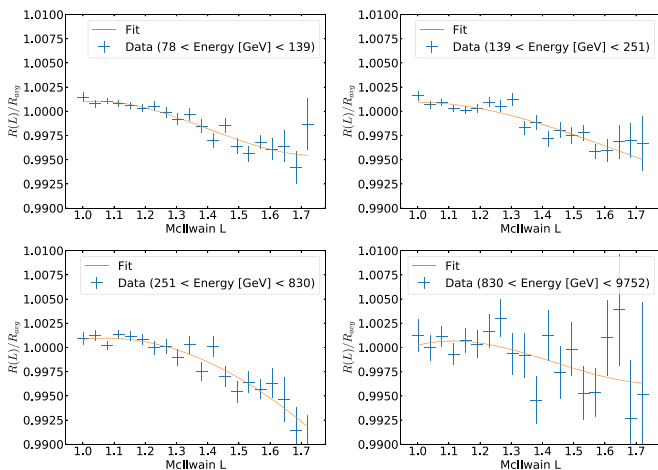 1.0100
1.0075
1.0050
1.0025
1.0000
0.9975
0.9950
0.9925
0.9900
R(L)/R_avg
Fit
Data (78 < Energy [GeV] < 139)
1.0 1.1 1.2 1.3 1.4 1.5 1.6 1.7
McIlwain L
1.0100
1.0075
1.0050
1.0025
1.0000
0.9975
0.9950
0.9925
0.9900
R(L)/R_avg
Fit
Data (139 < Energy [GeV] < 251)
1.0 1.1 1.2 1.3 1.4 1.5 1.6 1.7
McIlwain L
1.0100
1.0075
1.0050
1.0025
1.0000
0.9975
0.9950
0.9925
0.9900
R(L)/R_avg
Fit
Data (251 < Energy [GeV] < 830)
1.0 1.1 1.2 1.3 1.4 1.5 1.6 1.7
McIlwain L
1.0100
1.0075
1.0050
1.0025
1.0000
0.9975
0.9950
0.9925
0.9900
R(L)/R_avg
Fit
Data (830 < Energy [GeV] < 9752)
1.0 1.1 1.2 1.3 1.4 1.5 1.6 1.7
McIlwain L